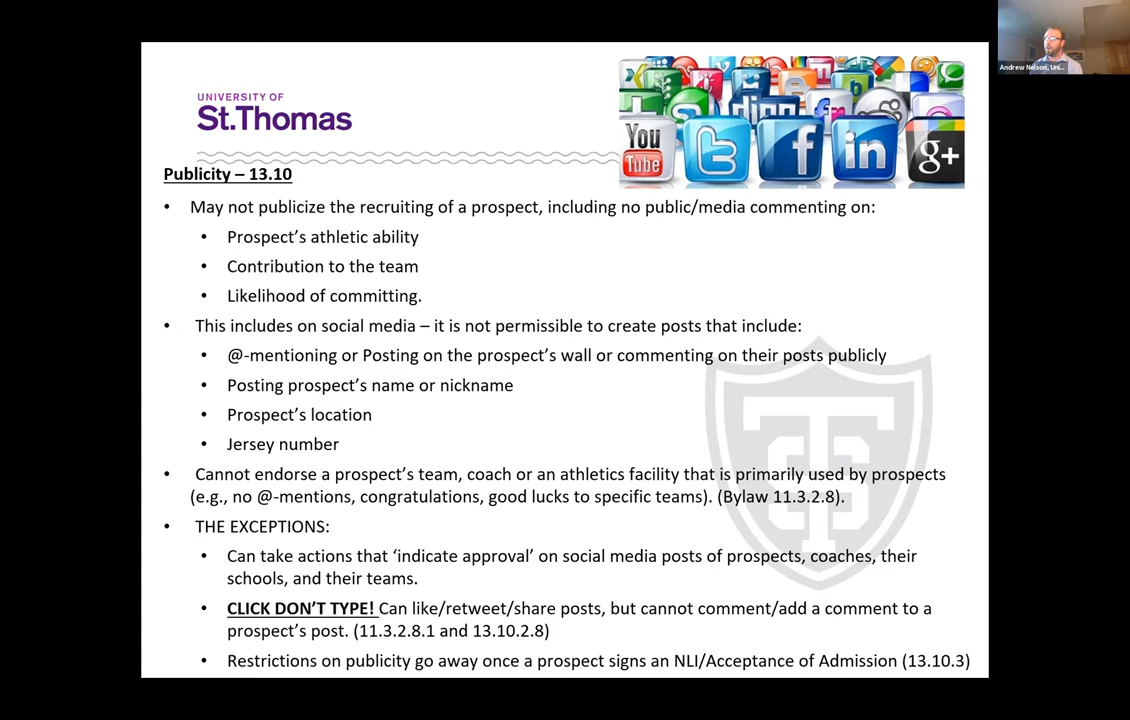 Andrew Nelson, Uni...
UNIVERSITY OF
St.Thomas
You
Tube
digg
f
in
g+
Publicity – 13.10
• May not publicize the recruiting of a prospect, including no public/media commenting on:
• Prospect's athletic ability
• Contribution to the team
• Likelihood of committing.
• This includes on social media – it is not permissible to create posts that include:
• @-mentioning or Posting on the prospect's wall or commenting on their posts publicly
• Posting prospect's name or nickname
• Prospect's location
• Jersey number
• Cannot endorse a prospect's team, coach or an athletics facility that is primarily used by prospects
(e.g., no @-mentions, congratulations, good lucks to specific teams). (Bylaw 11.3.2.8).
• THE EXCEPTIONS:
• Can take actions that 'indicate approval' on social media posts of prospects, coaches, their
schools, and their teams.
• CLICK DON'T TYPE! Can like/retweet/share posts, but cannot comment/add a comment to a
prospect's post. (11.3.2.8.1 and 13.10.2.8)
• Restrictions on publicity go away once a prospect signs an NLI/Acceptance of Admission (13.10.3)